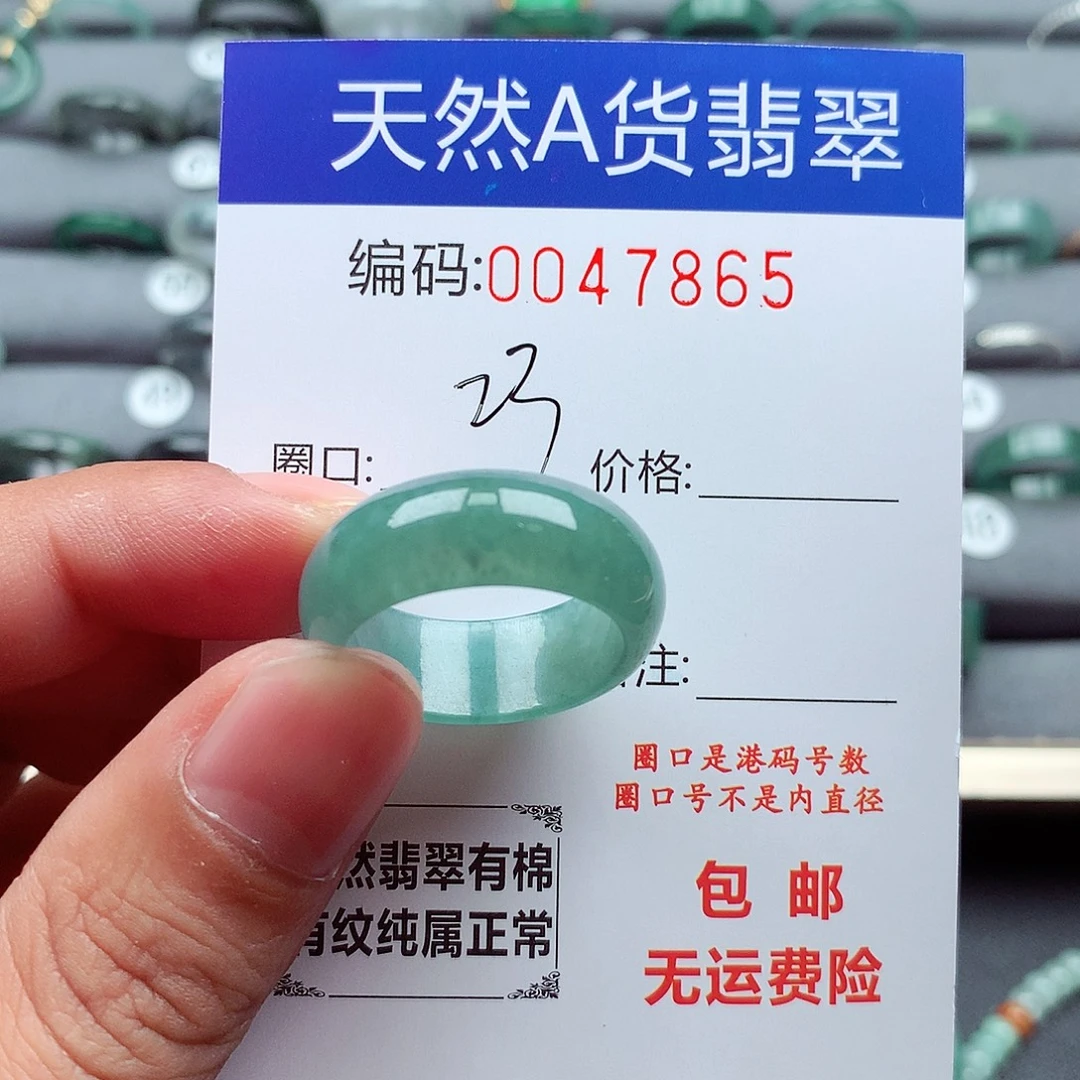 天然A货翡翠
编码:0047865
23
圈口:
价格:
注:
圈口是港码号数
圈口号不是内直径
然翡翠有棉
有纹纯属正常
包 邮
无运费险